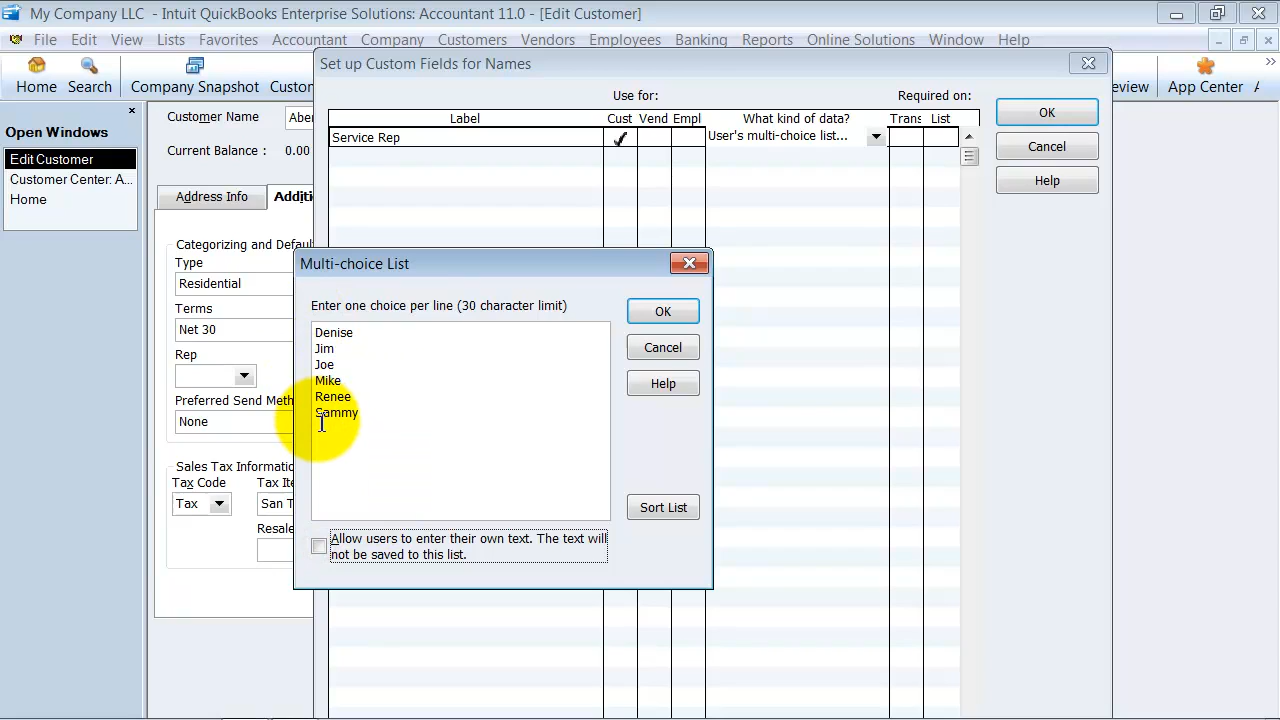 My Company LLC - Intuit QuickBooks Enterprise Solutions: Accountant 11.0 - [Edit Customer]
File Edit View Lists Favorites Accountant Company Customers Vendors Employees Banking Reports Online Solutions Window Help
Home Search Company Snapshot Custom eview App Center
Set up Custom Fields for Names
Open Windows
Edit Customer
Customer Center: A...
Home
Customer Name Aber
Current Balance : 0.00
Address Info Additi
Categorizing and Defau
Type
Residential
Terms
Net 30
Rep
Preferred Send Meth
None
Sales Tax Informatio
Tax Code Tax Ite
Tax San T
Resale
Use for: Required on:
Label Cust Vend Empl What kind of data? Trans List
Service Rep User's multi-choice list...
OK
Cancel
Help
Multi-choice List
Enter one choice per line (30 character limit)
Denise
Jim
Joe
Mike
Renee
Sammy
OK
Cancel
Help
Sort List
Allow users to enter their own text. The text will
not be saved to this list.